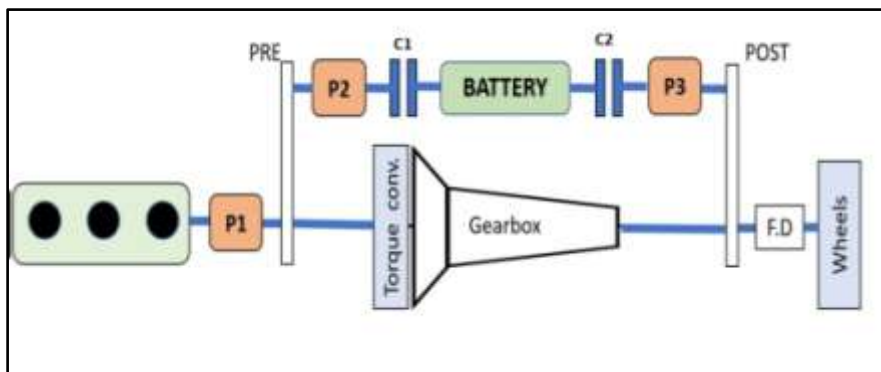 C1
C2
PRE
POST
P2
BATTERY
P3
Torque conv.
P1
Gearbox
F.D
Wheels